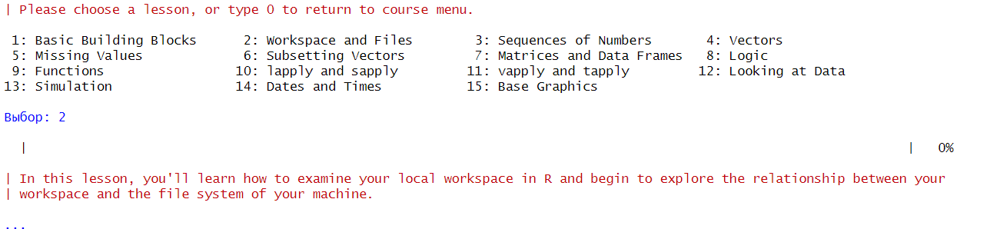 | Please choose a lesson, or type 0 to return to course menu.
1: Basic Building Blocks 2: Workspace and Files 3: Sequences of Numbers 4: Vectors
5: Missing Values 6: Subsetting Vectors 7: Matrices and Data Frames 8: Logic
9: Functions 10: lapply and sapply 11: vapply and tapply 12: Looking at Data
13: Simulation 14: Dates and Times 15: Base Graphics
Выбор: 2
| | 0%
| In this lesson, you'll learn how to examine your local workspace in R and begin to explore the relationship between your
| workspace and the file system of your machine.
...